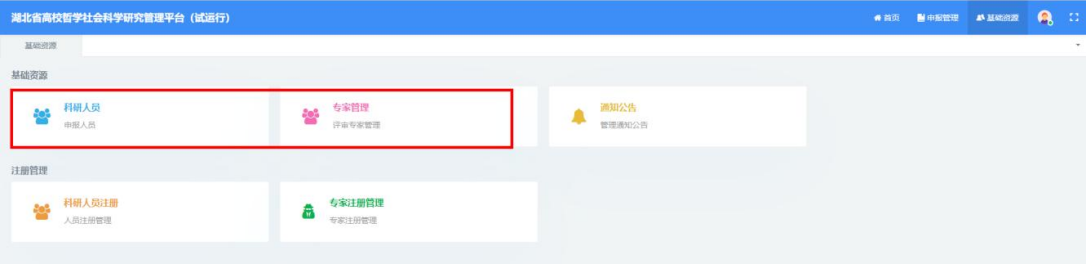 湖北省高校哲学社会科学研究管理平台（试运行）
首页 申报管理 基础资源
基础资源
基础资源
科研人员 专家管理 通知公告
申报人员 评审专家管理 管理通知公告
注册管理
科研人员注册 专家注册管理
人员注册管理 专家注册管理